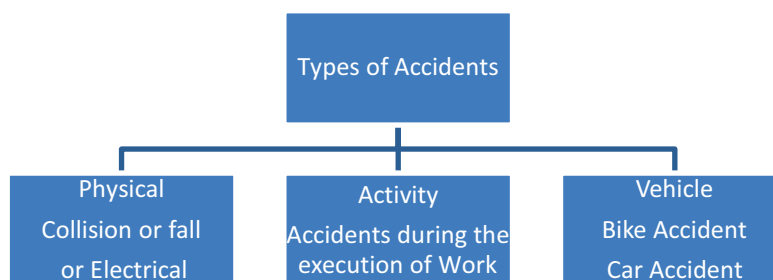 Types of Accidents
Physical
Collision or fall
or Electrical
Activity
Accidents during the
execution of Work
Vehicle
Bike Accident
Car Accident